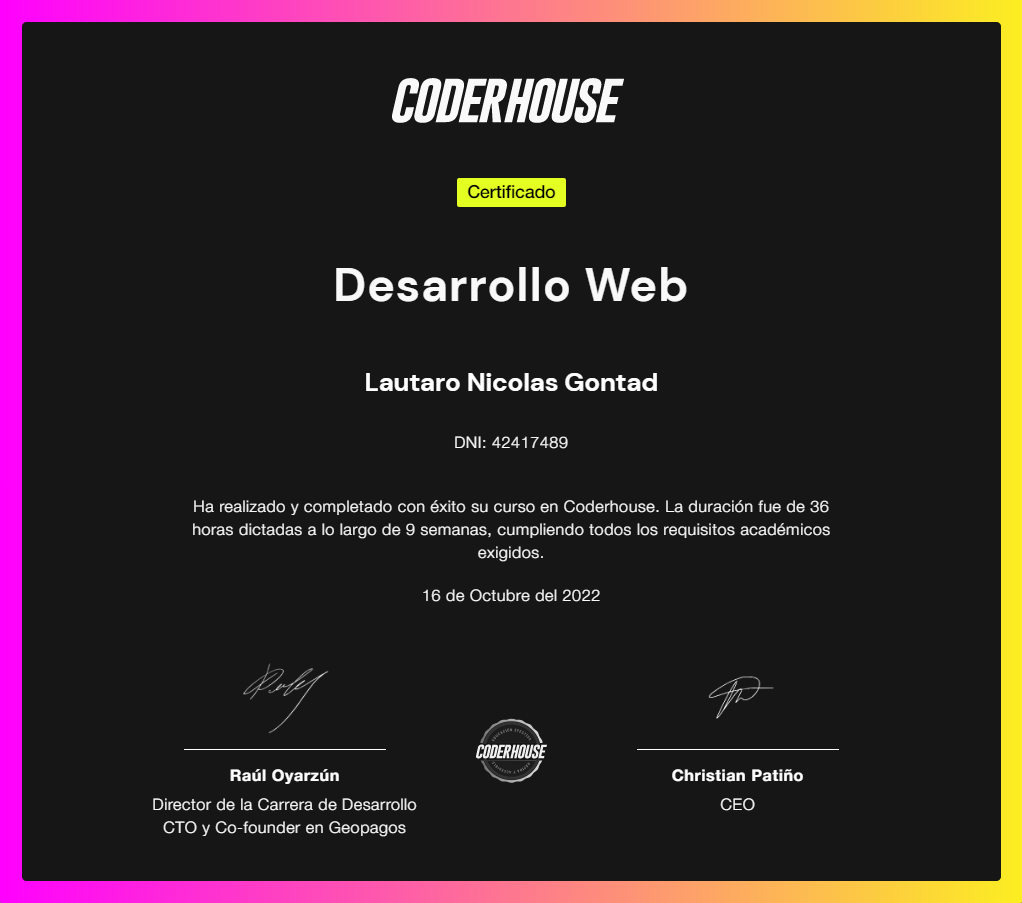 CODERHOUSE
Certificado
Desarrollo Web
Lautaro Nicolas Gontad
DNI: 42417489
Ha realizado y completado con éxito su curso en Coderhouse. La duración fue de 36
horas dictadas a lo largo de 9 semanas, cumpliendo todos los requisitos académicos
exigidos.
16 de Octubre del 2022
CODERHOUSE
Raúl Oyarzún
Director de la Carrera de Desarrollo
CTO y Co-founder en Geopagos
Christian Patiño
CEO